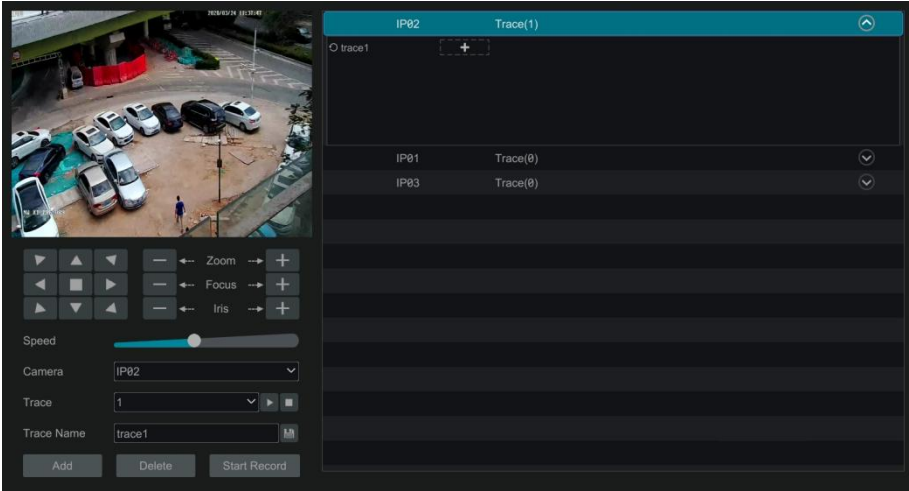 IP02 Trace(1)
trace1
IP01 Trace(0)
IP03 Trace(0)
Zoom
Focus
Iris
Speed
Camera IP02
Trace 1
Trace Name trace1
Add Delete Start Record